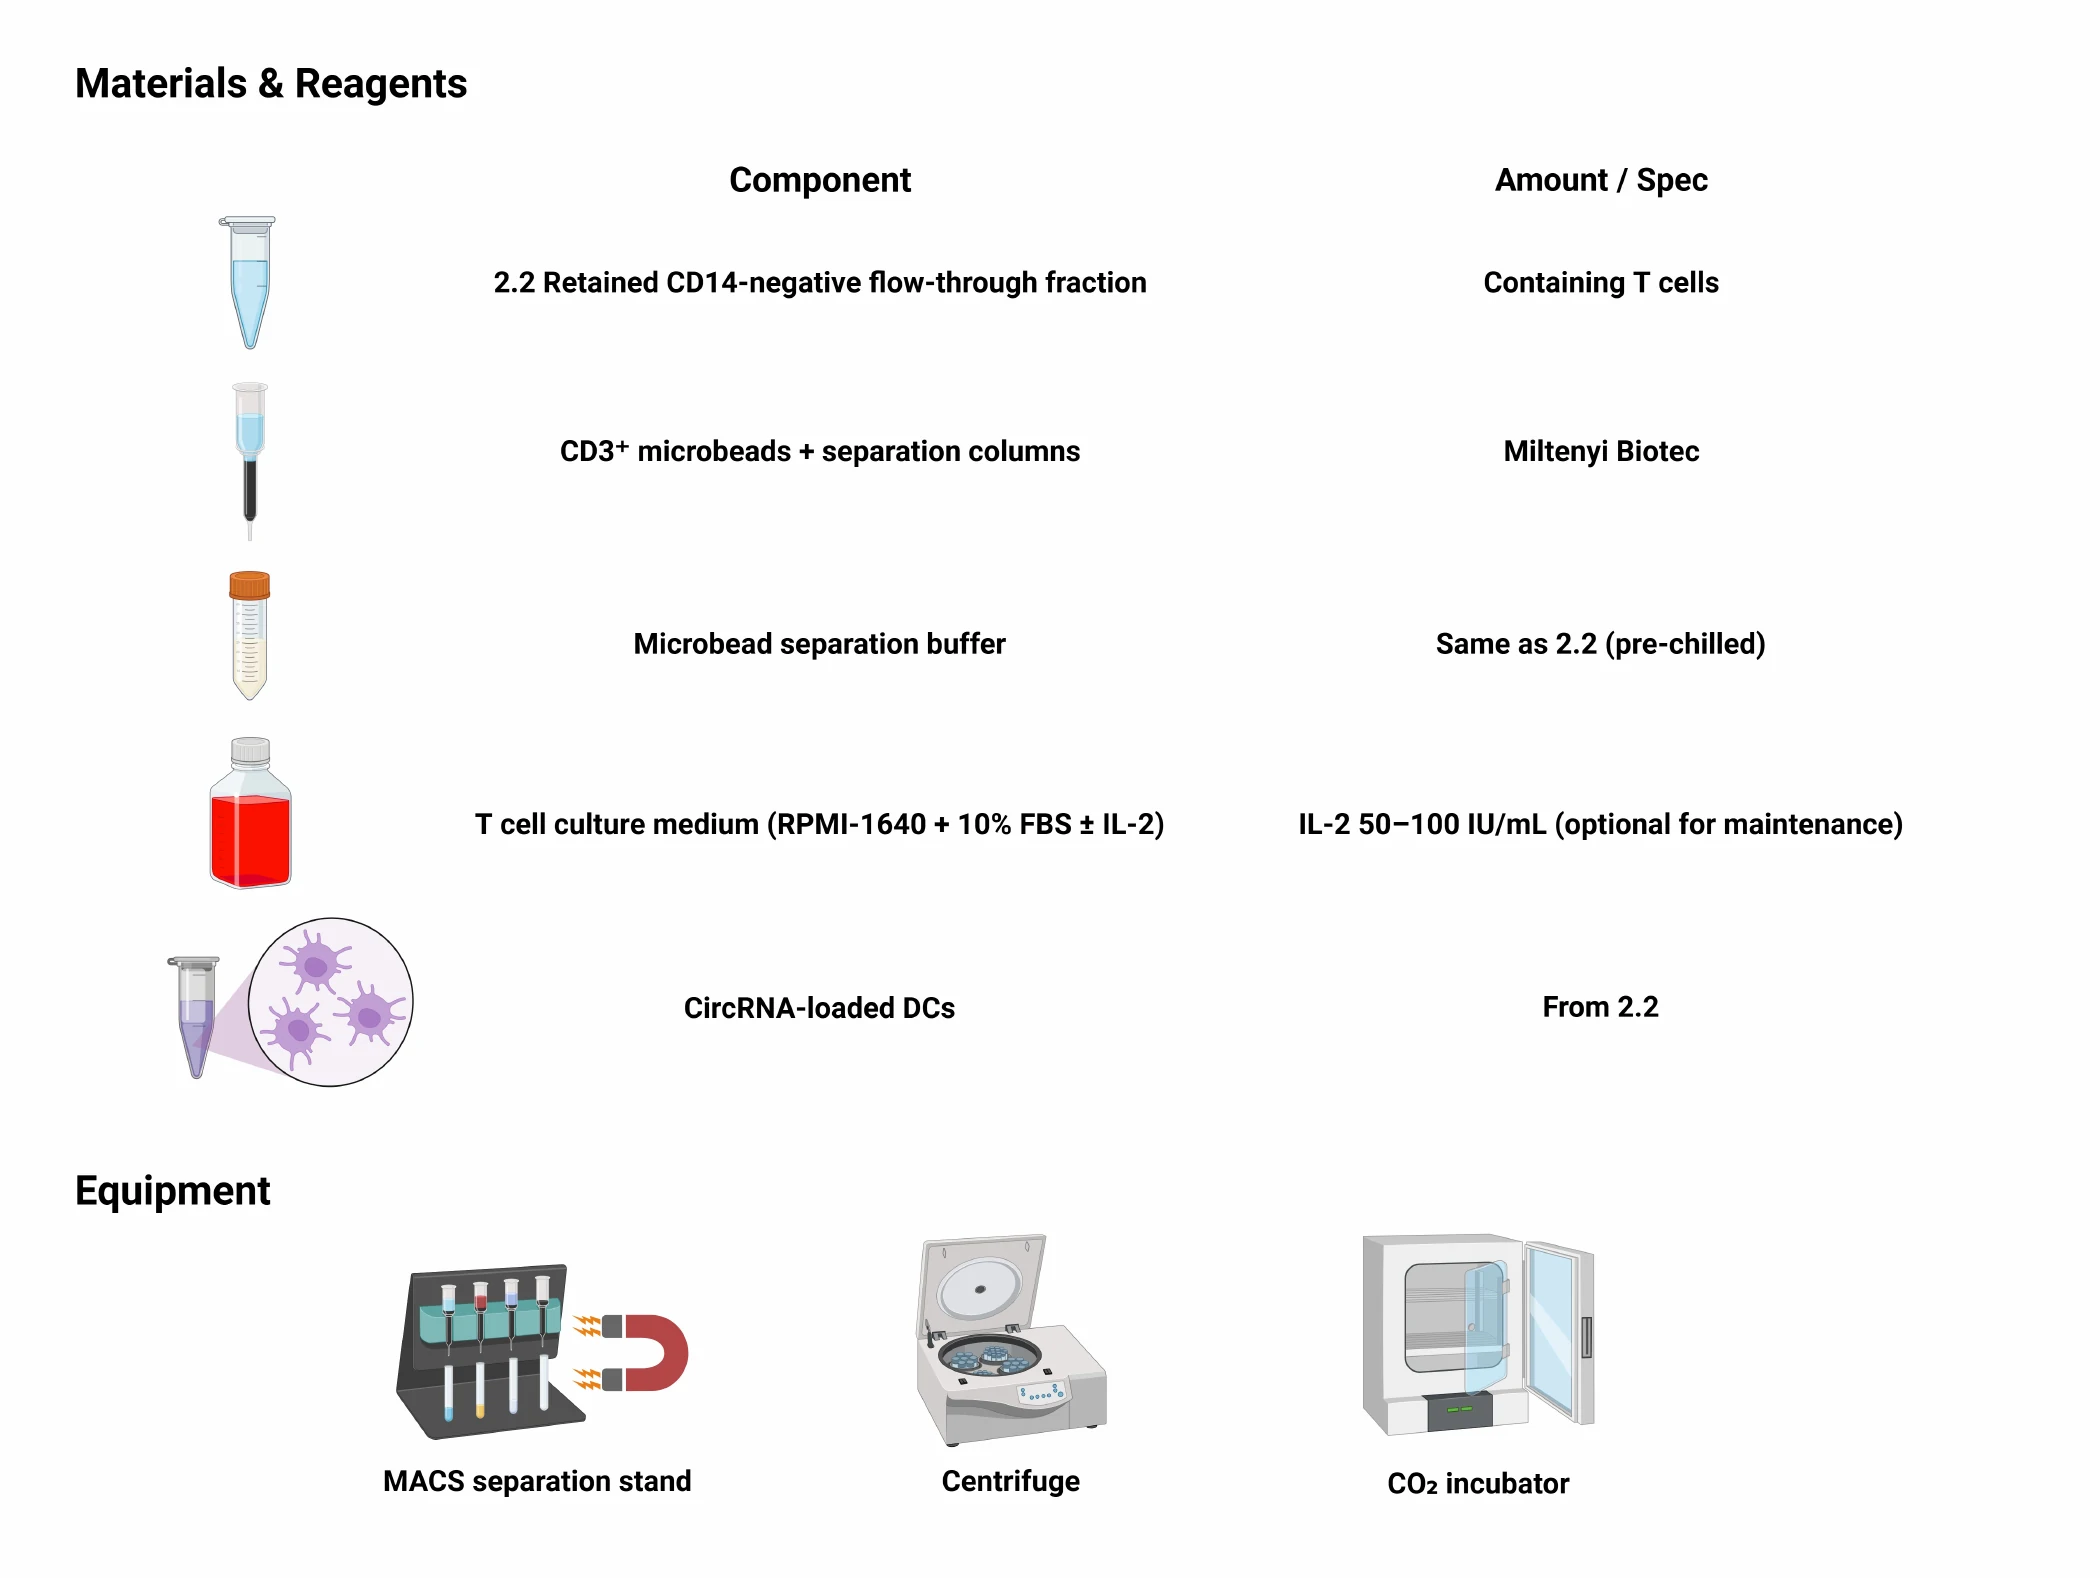 Materials & Reagents
Component
Amount / Spec
2.2 Retained CD14-negative flow-through fraction
Containing T cells
CD3⁺ microbeads + separation columns
Miltenyi Biotec
Microbead separation buffer
Same as 2.2 (pre-chilled)
T cell culture medium (RPMI-1640 + 10% FBS ± IL-2)
IL-2 50–100 IU/mL (optional for maintenance)
CircRNA-loaded DCs
From 2.2
Equipment
MACS separation stand
Centrifuge
CO₂ incubator